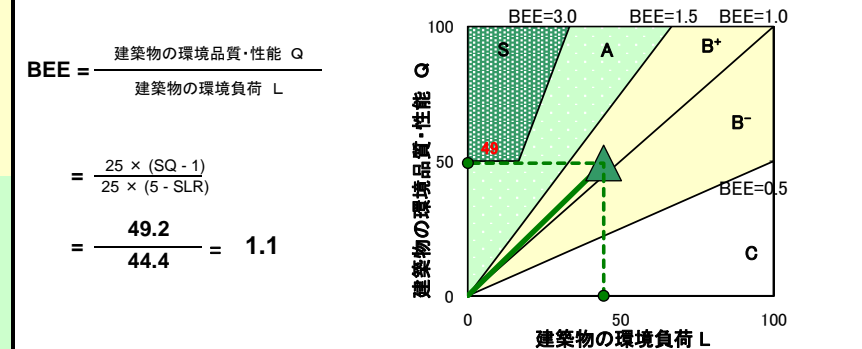 BEE = 建築物の環境品質・性能 Q
建築物の環境負荷 L
= 25 × (SQ - 1)
25 × (5 - SLR)
= 49.2
44.4
= 1.1
BEE=3.0 BEE=1.5 BEE=1.0
100
S A B+
B-
49
50
BEE=0.5
C
0
0 50 100
建築物の環境品質・性能 Q
建築物の環境負荷 L